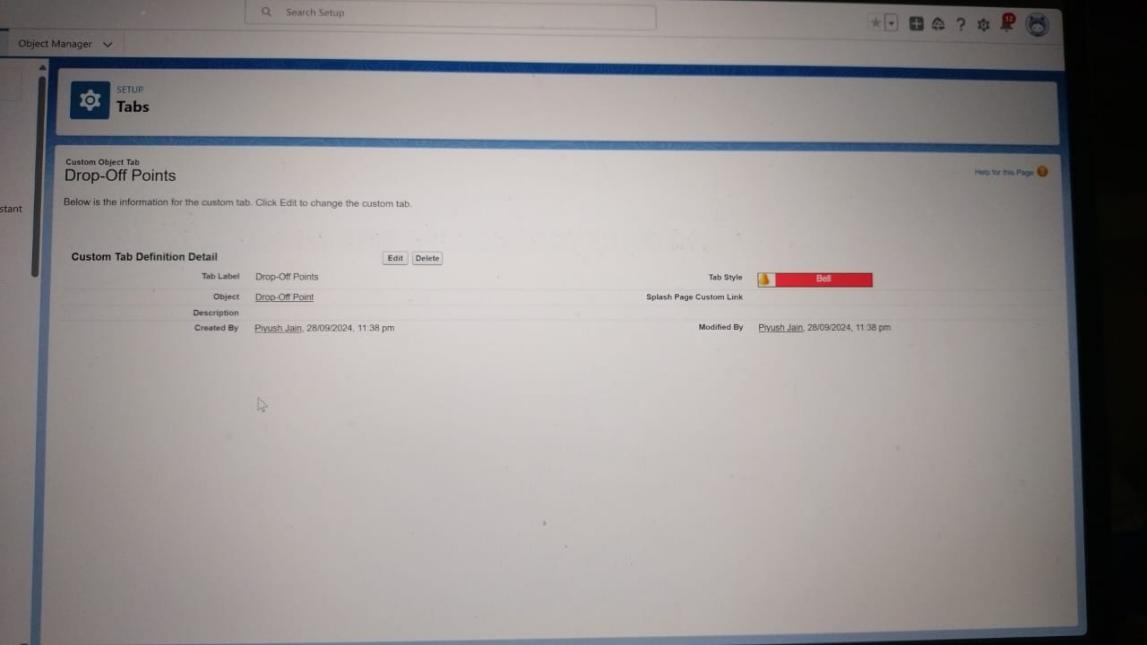 Search Setup
12
Object Manager
SETUP
Tabs
stant
Custom Object Tab
Drop-Off Points
Help for this Page ?
Below is the information for the custom tab. Click Edit to change the custom tab.
Custom Tab Definition Detail Edit Delete
Tab Label Drop-Off Points Tab Style Bell
Object Drop-Off Point Splash Page Custom Link
Description
Created By Piyush Jain, 28/09/2024, 11:38 pm Modified By Piyush Jain, 28/09/2024, 11:38 pm